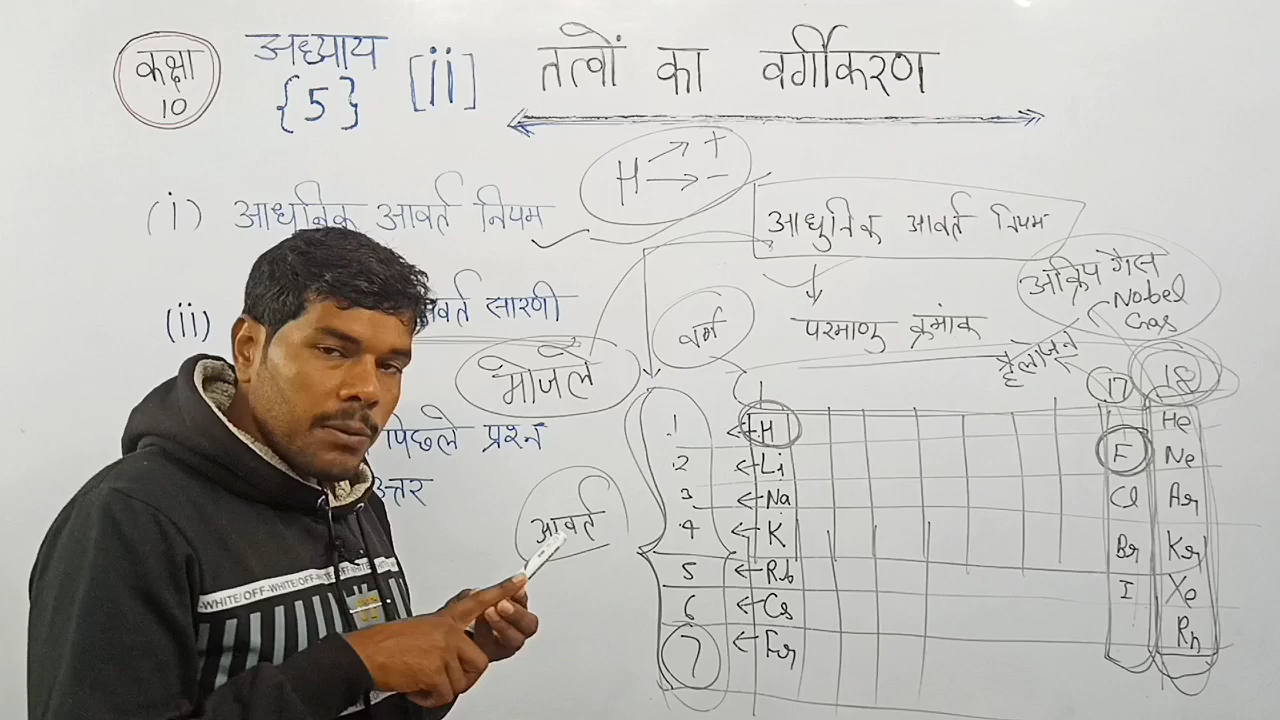 कक्षा
10
अध्याय
{5}
[ii]
तत्वों का वर्गीकरण
H → +
→ -
(i) आधुनिक आवर्त नियम
आधुनिक आवर्त नियम
परमाणु क्रमांक
(ii)
वर्त सारणी
मोजले
वर्ग
अक्रिय गैस
Nobel
Gas
हैलोजन
17
18
पिछले प्रश्न
उत्तर
आवर्त
1 ← H He
2 ← Li F Ne
3 ← Na Cl Ar
4 ← K Br Kr
5 ← Rb I Xe
6 ← Cs Rn
7 ← Fr
-WHITE/OFF-WHITE/OFF-WHITE/OFF-WHITE